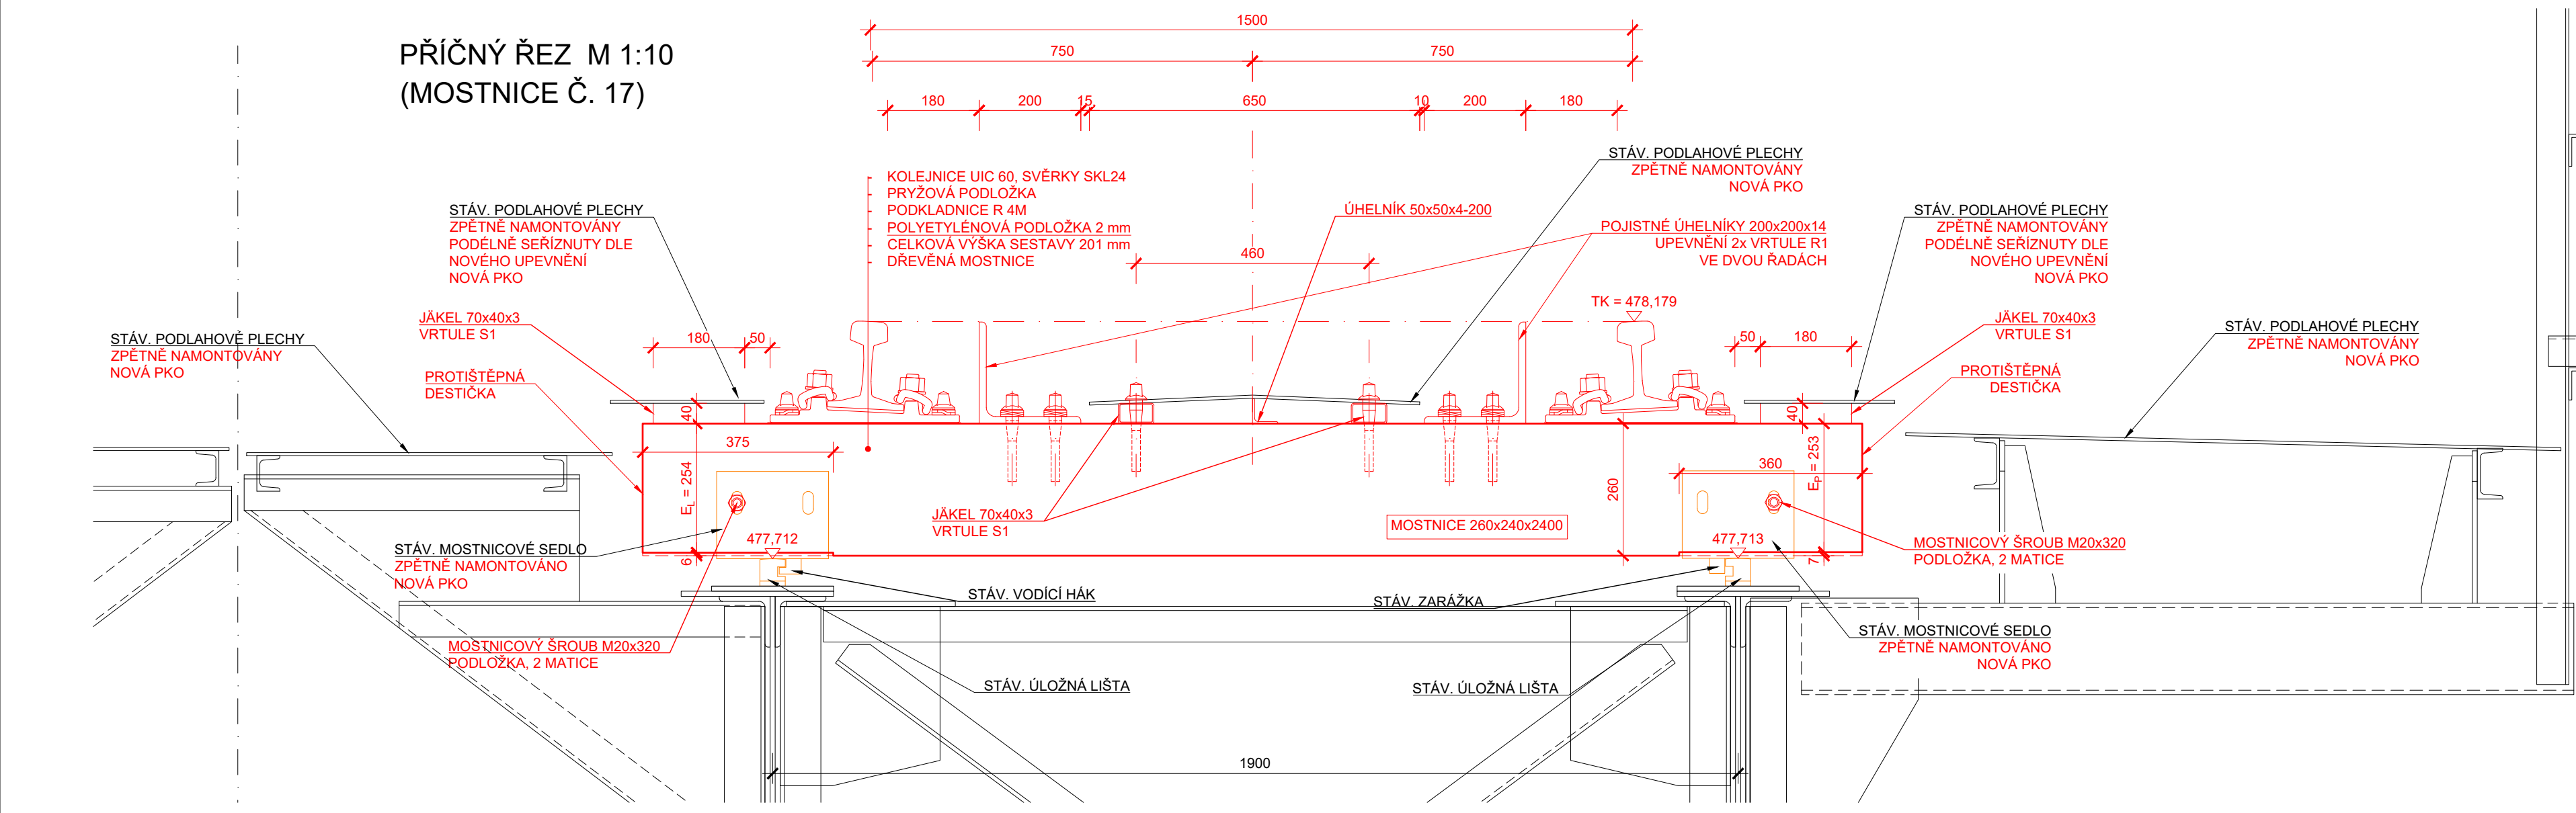 PŘÍČNÝ ŘEZ  M 1:10
(MOSTNICE Č. 17)
1500
750
750
180
200
15
650
10
200
180
KOLEJNICE UIC 60, SVĚRKY SKL24
PRYŽOVÁ PODLOŽKA
PODKLADNICE R 4M
POLYETYLÉNOVÁ PODLOŽKA 2 mm
CELKOVÁ VÝŠKA SESTAVY 201 mm
DŘEVĚNÁ MOSTNICE
STÁV. PODLAHOVÉ PLECHY
ZPĚTNĚ NAMONTOVÁNY
NOVÁ PKO
STÁV. PODLAHOVÉ PLECHY
ZPĚTNĚ NAMONTOVÁNY
PODÉLNĚ SEŘÍZNUTY DLE
NOVÉHO UPEVNĚNÍ
NOVÁ PKO
ÚHELNÍK 50x50x4-200
POJISTNÉ ÚHELNÍKY 200x200x14
UPEVNĚNÍ 2x VRTULE R1
VE DVOU ŘADÁCH
STÁV. PODLAHOVÉ PLECHY
ZPĚTNĚ NAMONTOVÁNY
PODÉLNĚ SEŘÍZNUTY DLE
NOVÉHO UPEVNĚNÍ
NOVÁ PKO
460
TK = 478,179
JÄKEL 70x40x3
VRTULE S1
JÄKEL 70x40x3
VRTULE S1
STÁV. PODLAHOVÉ PLECHY
ZPĚTNĚ NAMONTOVÁNY
NOVÁ PKO
180
50
50
180
STÁV. PODLAHOVÉ PLECHY
ZPĚTNĚ NAMONTOVÁNY
NOVÁ PKO
PROTIŠTĚPNÁ
DESTIČKA
PROTIŠTĚPNÁ
DESTIČKA
40
40
375
360
EL = 254
EP = 253
260
JÄKEL 70x40x3
VRTULE S1
MOSTNICE 260x240x2400
477,712
477,713
6
7
STÁV. MOSTNICOVÉ SEDLO
ZPĚTNĚ NAMONTOVÁNO
NOVÁ PKO
MOSTNICOVÝ ŠROUB M20x320
PODLOŽKA, 2 MATICE
STÁV. VODÍCÍ HÁK
STÁV. ZARÁŽKA
MOSTNICOVÝ ŠROUB M20x320
PODLOŽKA, 2 MATICE
STÁV. MOSTNICOVÉ SEDLO
ZPĚTNĚ NAMONTOVÁNO
NOVÁ PKO
STÁV. ÚLOŽNÁ LIŠTA
STÁV. ÚLOŽNÁ LIŠTA
1900